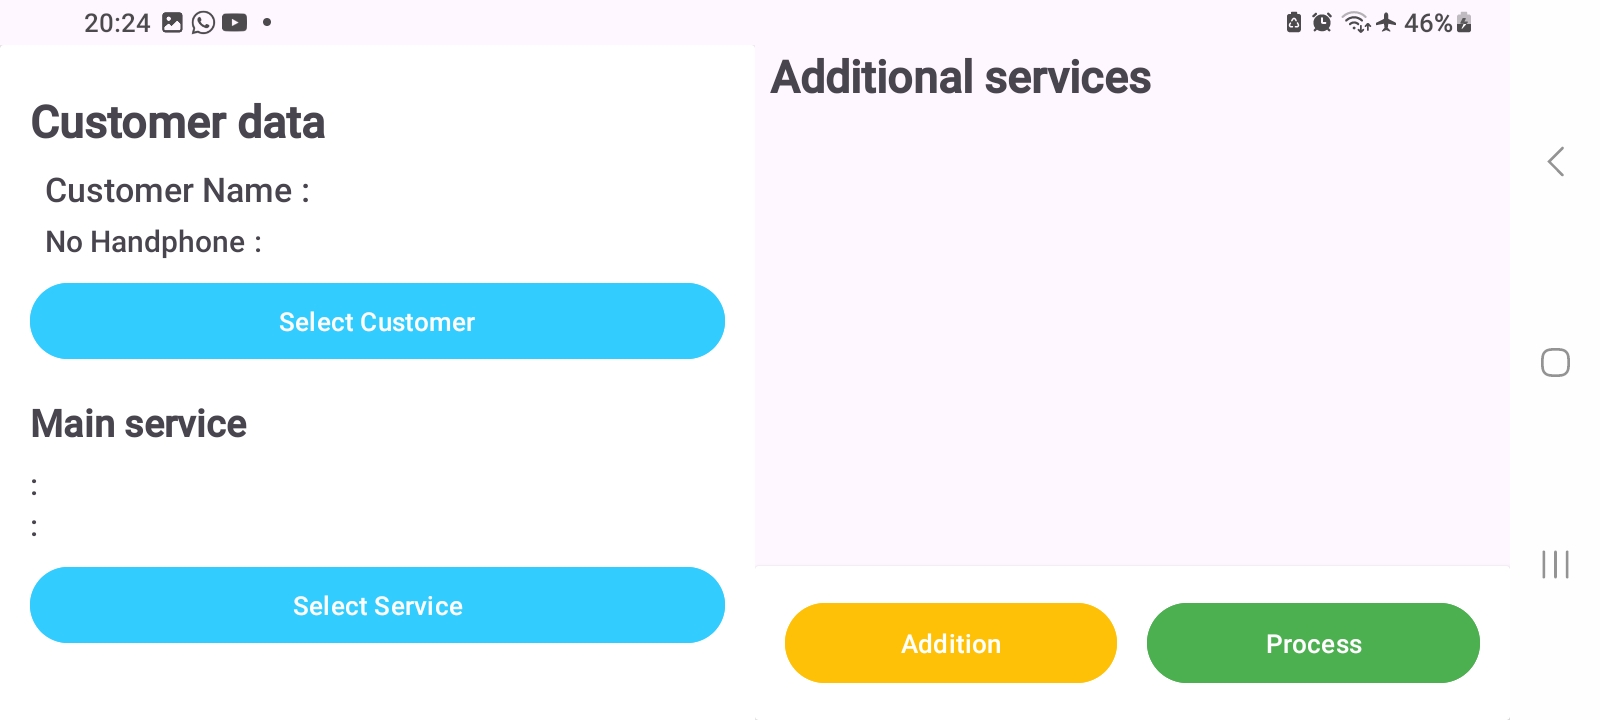 20:24
46%
Customer data
Customer Name :
No Handphone :
Select Customer
Main service
:
:
Select Service
Additional services
Addition
Process